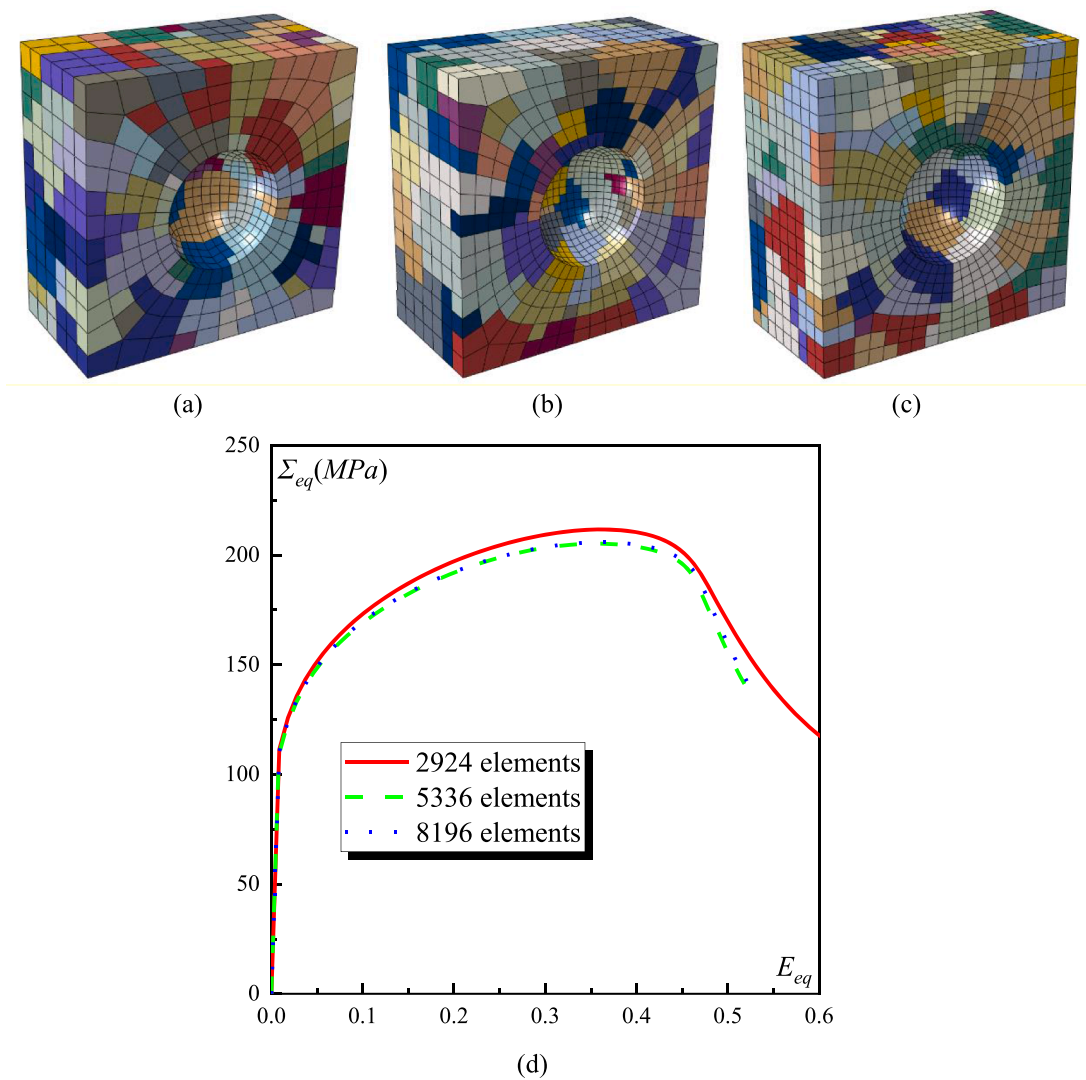 (a)
(b)
(c)
250
200
150
100
50
0
Σeq(MPa)
2924 elements
5336 elements
8196 elements
Eeq
0.0 0.1 0.2 0.3 0.4 0.5 0.6
(d)